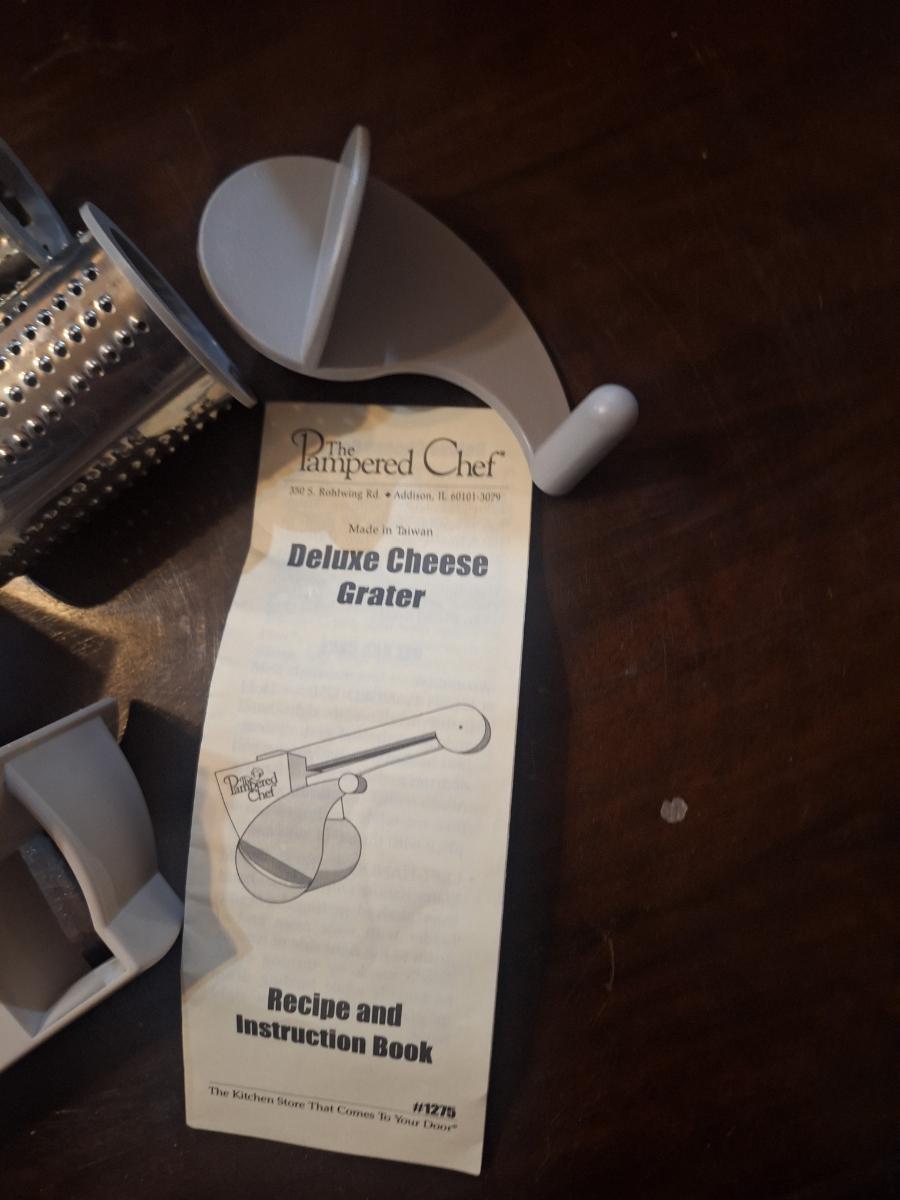 The
Pampered Chef®
350 S. Rohlwing Rd. ◆ Addison, IL 60101-3079
Made in Taiwan
Deluxe Cheese
Grater
The
Pampered
Chef
Recipe and
Instruction Book
#1275
The Kitchen Store That Comes To Your Door®